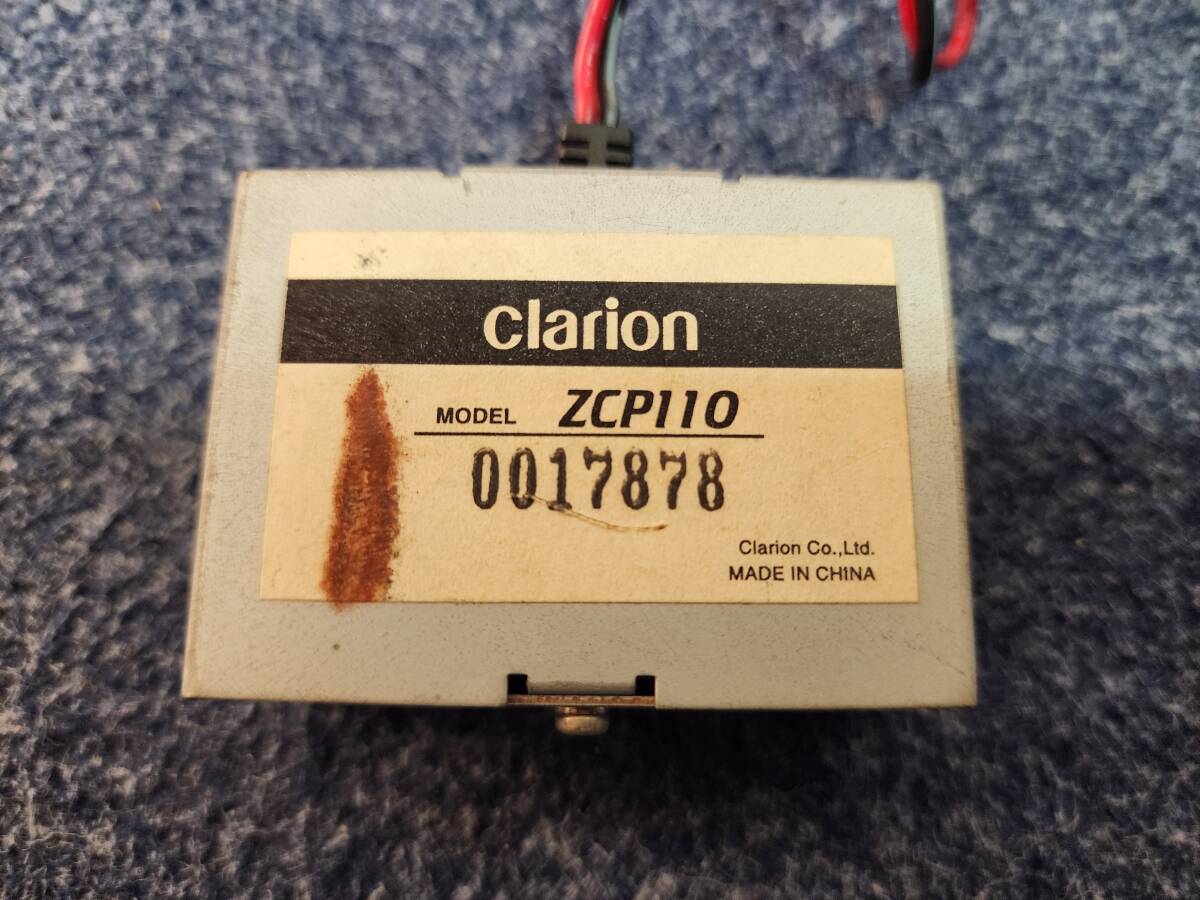 clarion
MODEL ZCP110
0017878
Clarion Co.,Ltd.
MADE IN CHINA